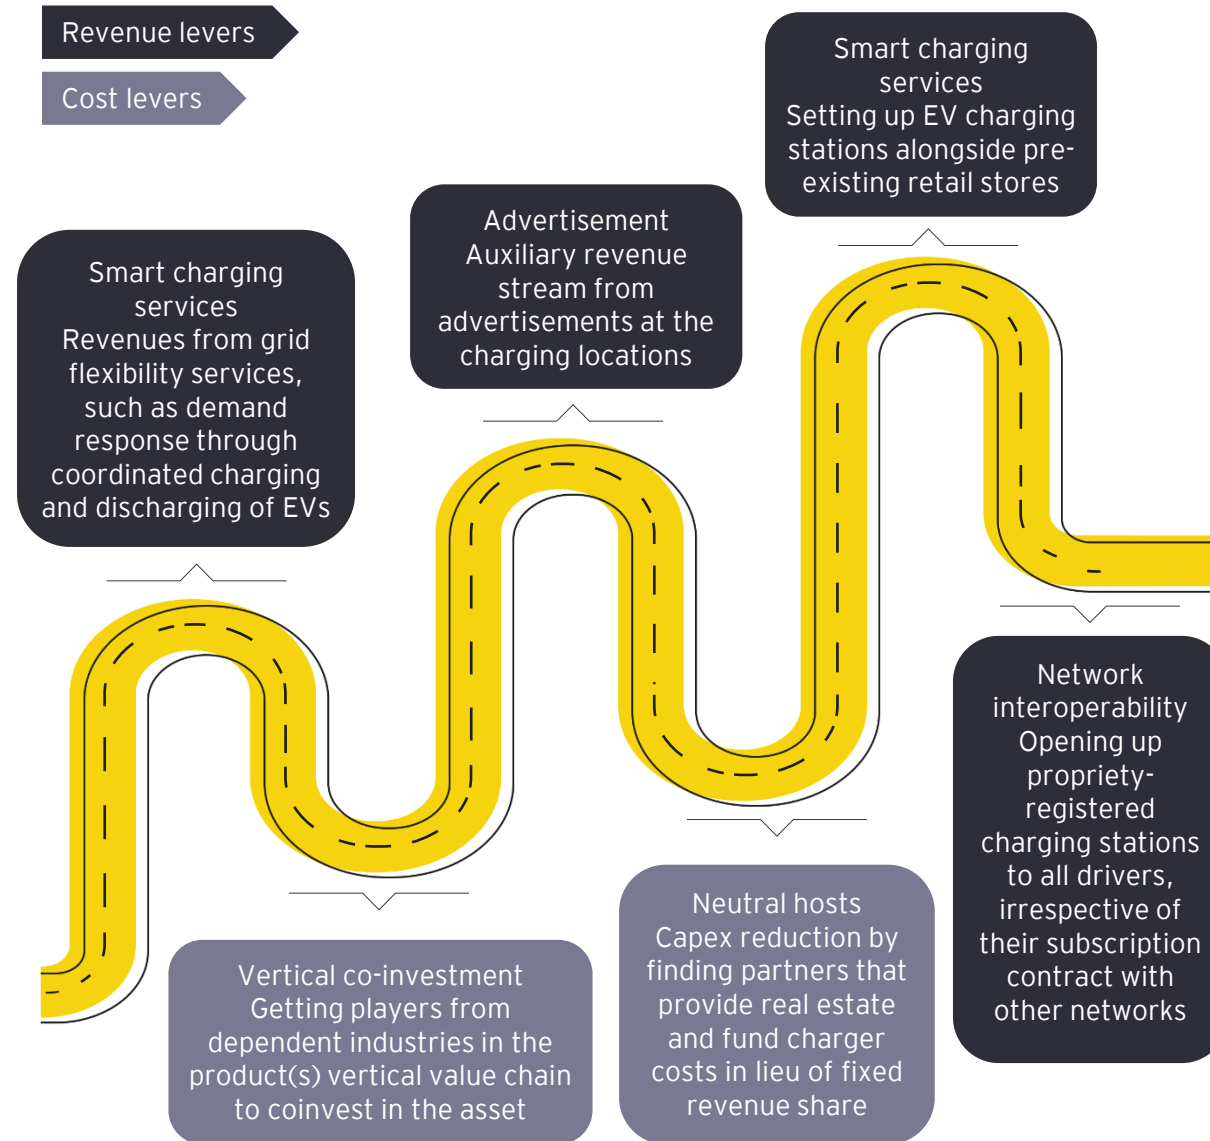 Revenue levers
Cost levers
Smart charging
services
Setting up EV charging
stations alongside pre-
existing retail stores
Advertisement
Auxiliary revenue
stream from
advertisements at the
charging locations
Smart charging
services
Revenues from grid
flexibility services,
such as demand
response through
coordinated charging
and discharging of EVs
Network
interoperability
Opening up
propriety-
registered
charging stations
to all drivers,
irrespective of
their subscription
contract with
other networks
Neutral hosts
Capex reduction by
finding partners that
provide real estate
and fund charger
costs in lieu of fixed
revenue share
Vertical co-investment
Getting players from
dependent industries in the
product(s) vertical value chain
to coinvest in the asset